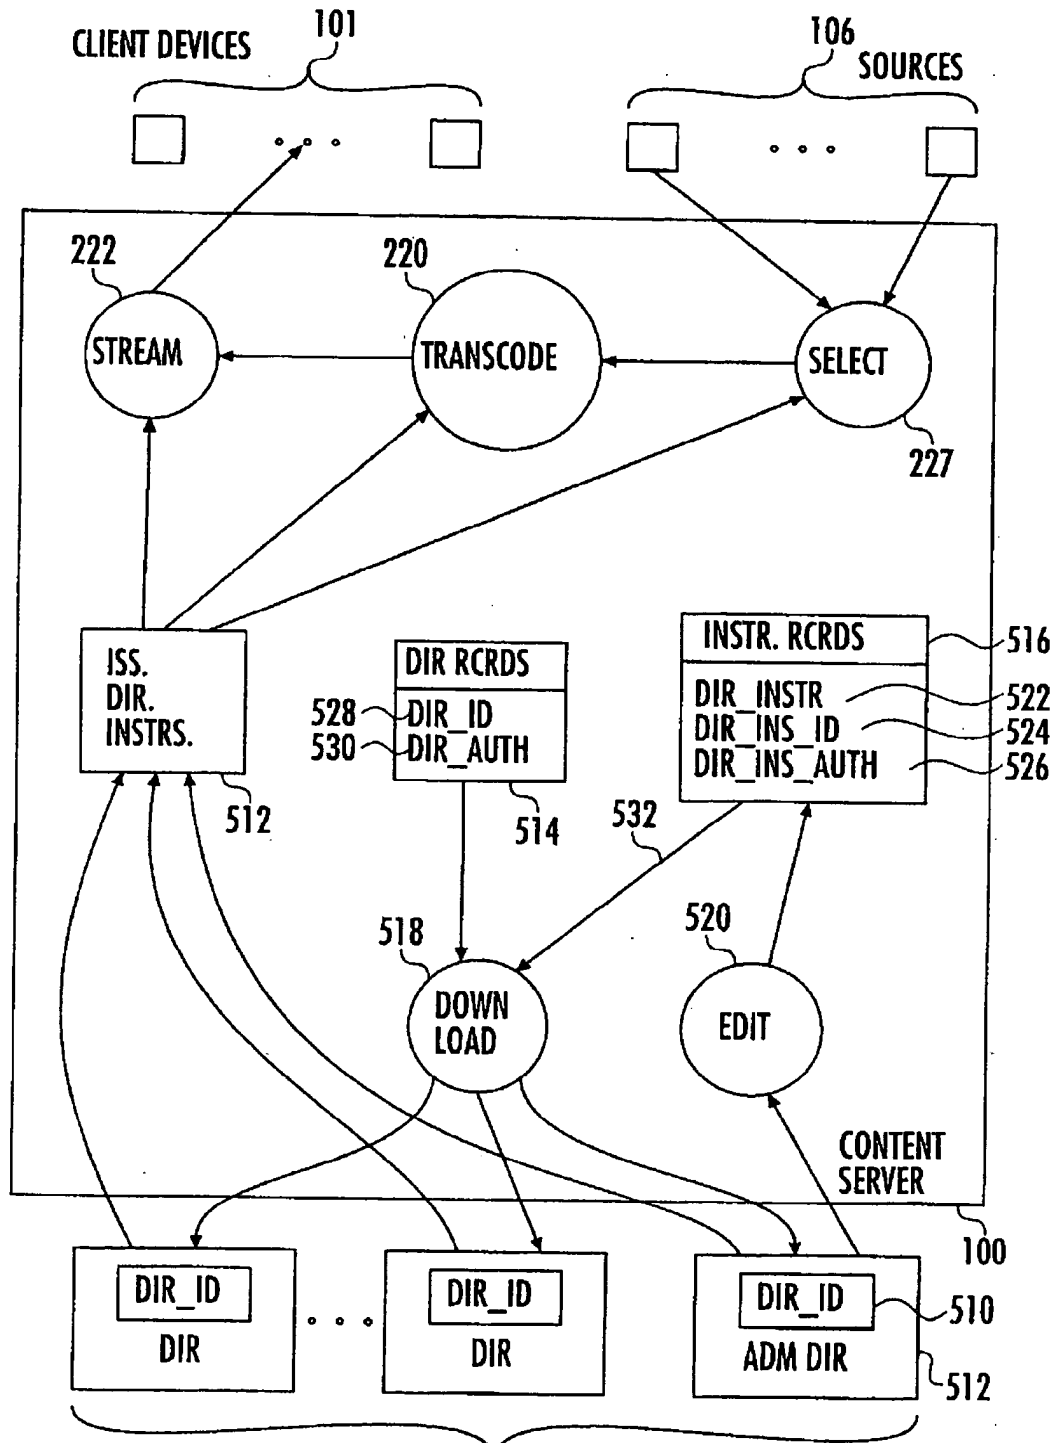 CLIENT DEVICES
101
106
SOURCES
222
220
STREAM
TRANSCODE
SELECT
227
ISS.
DIR.
INSTRS.
512
DIR RCRDS
528
DIR_ID
530
DIR_AUTH
514
INSTR. RCRDS
516
DIR_INSTR
522
DIR_INS_ID
524
DIR_INS_AUTH
526
532
518
DOWN
LOAD
520
EDIT
CONTENT
SERVER
100
DIR_ID
DIR
DIR_ID
DIR
DIR_ID
510
ADM DIR
512